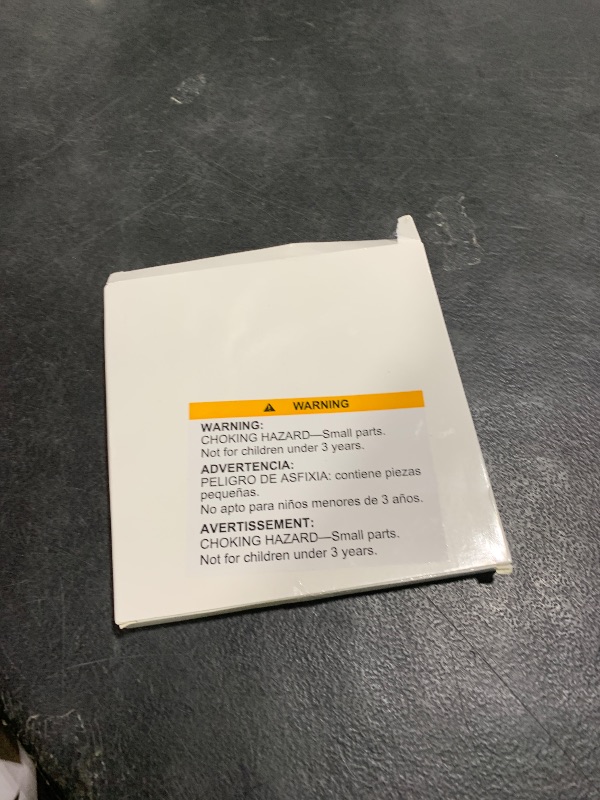 WARNING
WARNING:
CHOKING HAZARD—Small parts.
Not for children under 3 years.
ADVERTENCIA:
PELIGRO DE ASFIXIA: contiene piezas
pequeñas.
No apto para niños menores de 3 años.
AVERTISSEMENT:
CHOKING HAZARD—Small parts.
Not for children under 3 years.